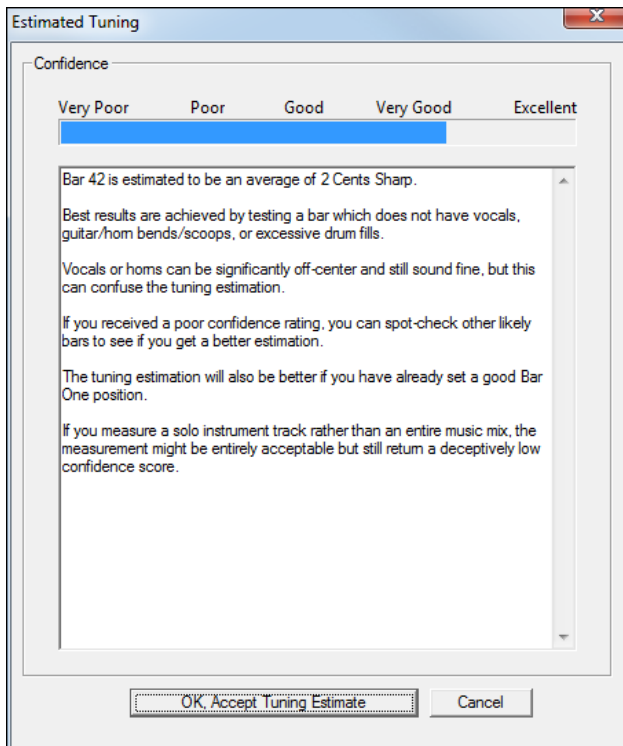 Estimated Tuning
X
Confidence
Very Poor Poor Good Very Good Excellent
Bar 42 is estimated to be an average of 2 Cents Sharp.
Best results are achieved by testing a bar which does not have vocals,
guitar/horn bends/scoops, or excessive drum fills.
Vocals or horns can be significantly off-center and still sound fine, but this
can confuse the tuning estimation.
If you received a poor confidence rating, you can spot-check other likely
bars to see if you get a better estimation.
The tuning estimation will also be better if you have already set a good Bar
One position.
If you measure a solo instrument track rather than an entire music mix, the
measurement might be entirely acceptable but still return a deceptively low
confidence score.
OK, Accept Tuning Estimate Cancel